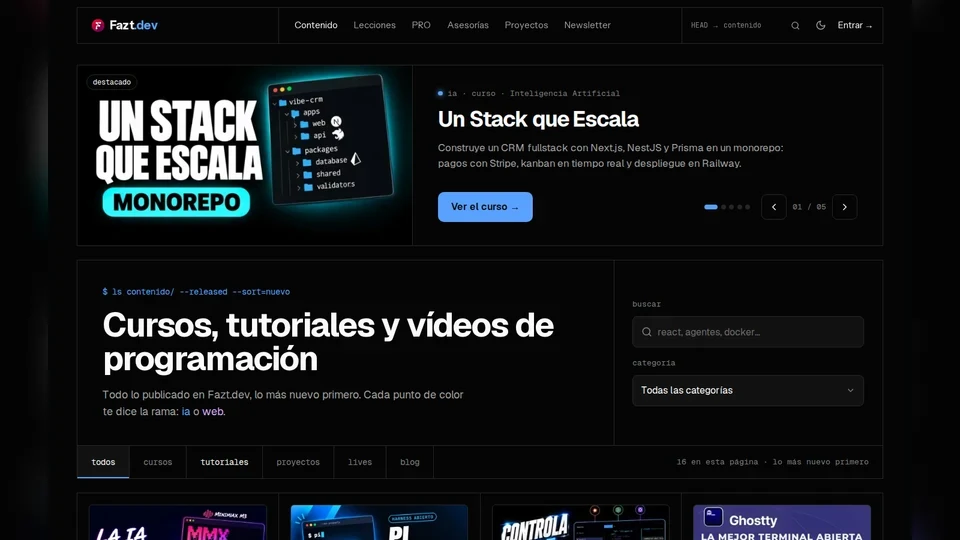 Fazt.dev
Contenido
Lecciones
PRO
Asesorías
Proyectos
Newsletter
HEAD → contenido
Entrar →
destacado
UN STACK
QUE ESCALA
MONOREPO
vibe-crm
apps
web
api
packages
database
shared
validators
ia · curso · Inteligencia Artificial
Un Stack que Escala
Construye un CRM fullstack con Next.js, NestJS y Prisma en un monorepo:
pagos con Stripe, kanban en tiempo real y despliegue en Railway.
Ver el curso →
01 / 05
$ ls contenido/ --released --sort=nuevo
Cursos, tutoriales y vídeos de
programación
Todo lo publicado en Fazt.dev, lo más nuevo primero. Cada punto de color
te dice la rama: ia o web.
buscar
react, agentes, docker…
categoría
Todas las categorías
todos
cursos
tutoriales
proyectos
lives
blog
16 en esta página · lo más nuevo primero
LA IA
MINIMAX M3
MMX
HARNESS ABIERTO
PI
CONTROLA
Ghostty
LA MEJOR TERMINAL ABIERTA